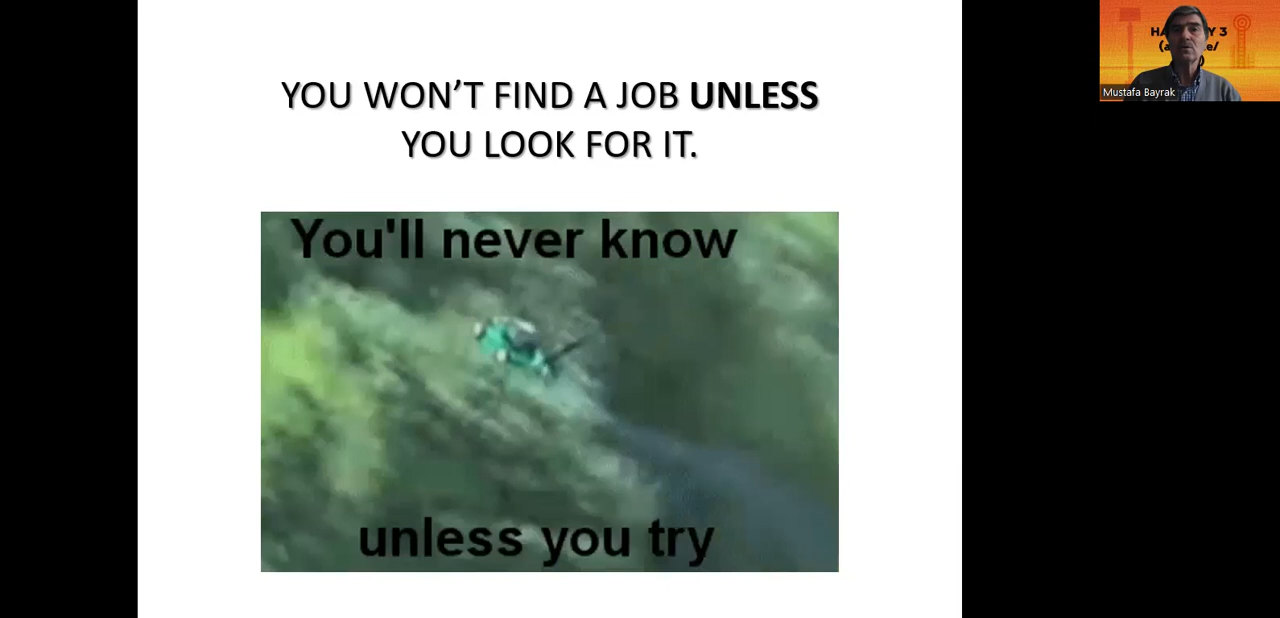 YOU WON’T FIND A JOB UNLESS
YOU LOOK FOR IT.
You'll never know
unless you try
Mustafa Bayrak